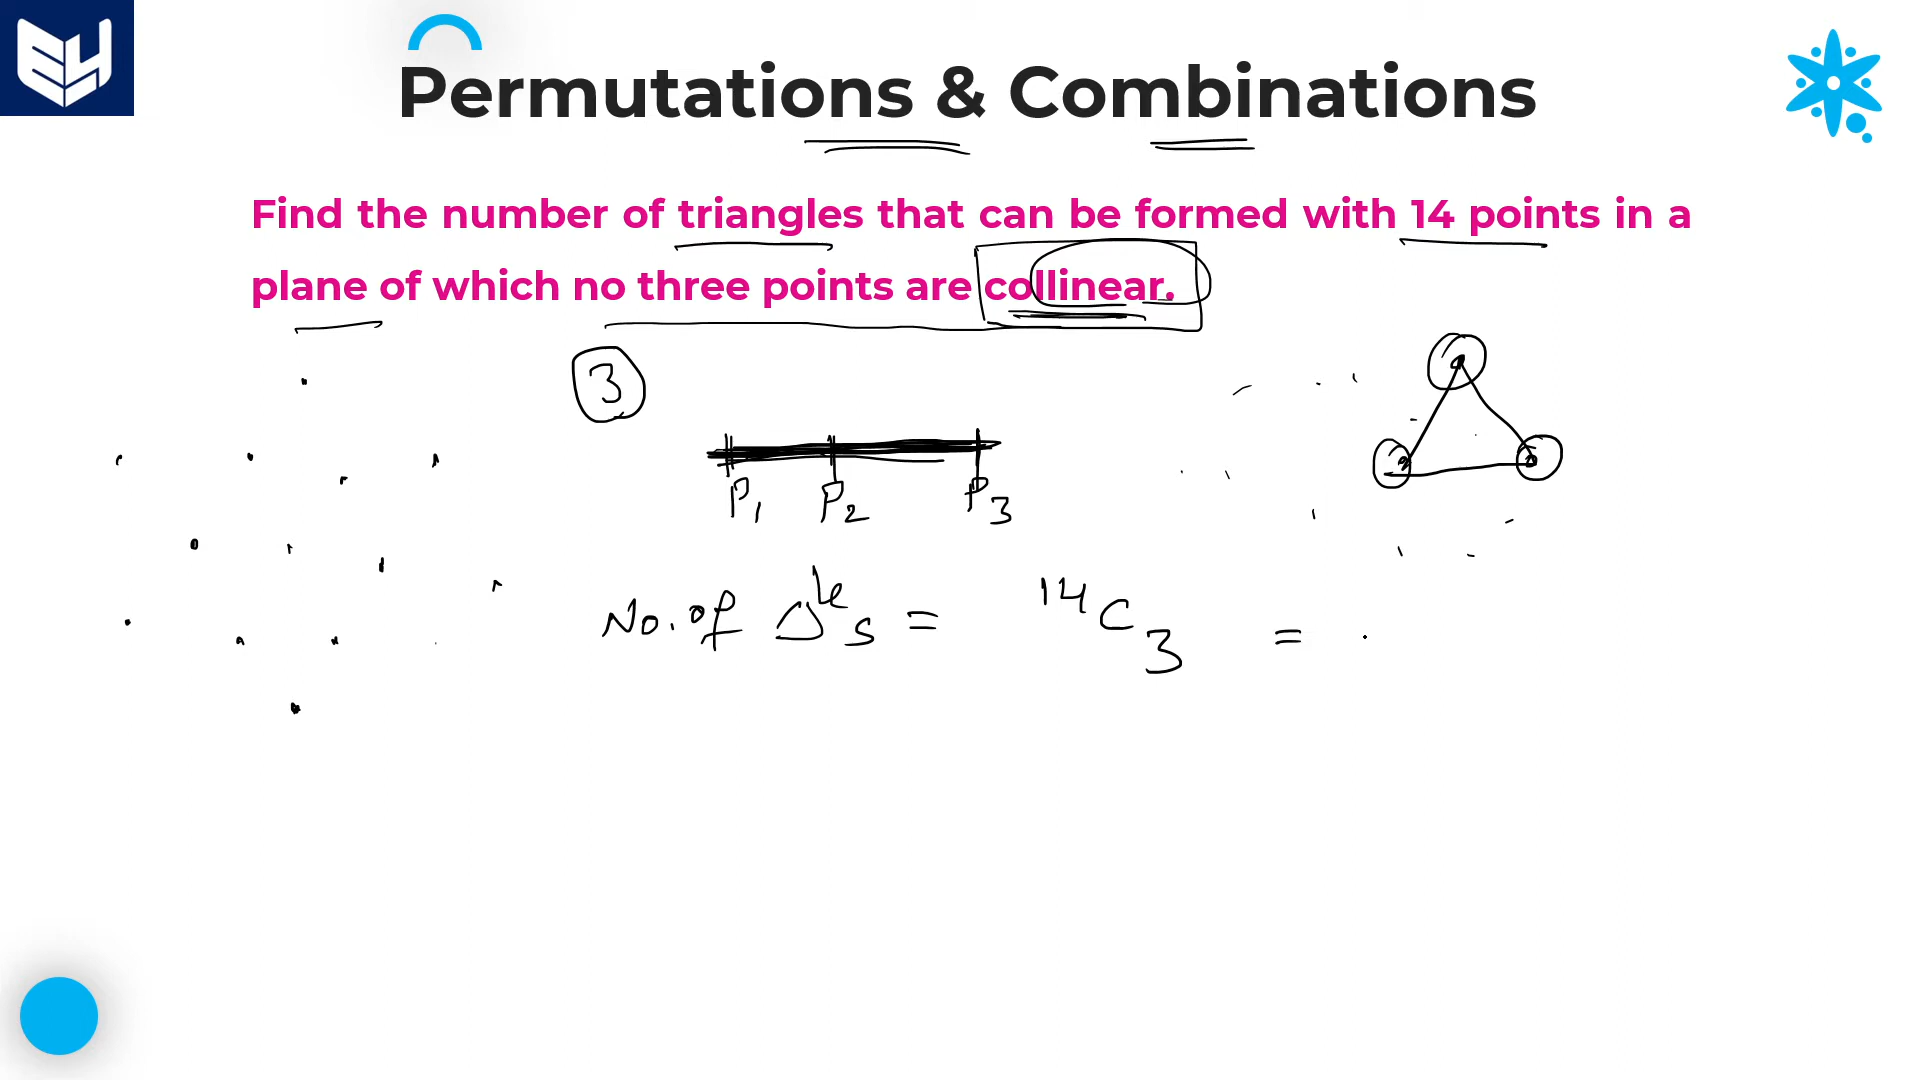 Permutations & Combinations
Find the number of triangles that can be formed with 14 points in a
plane of which no three points are collinear.
3
P1 P2 P3
No. of Δles = 14C3 =